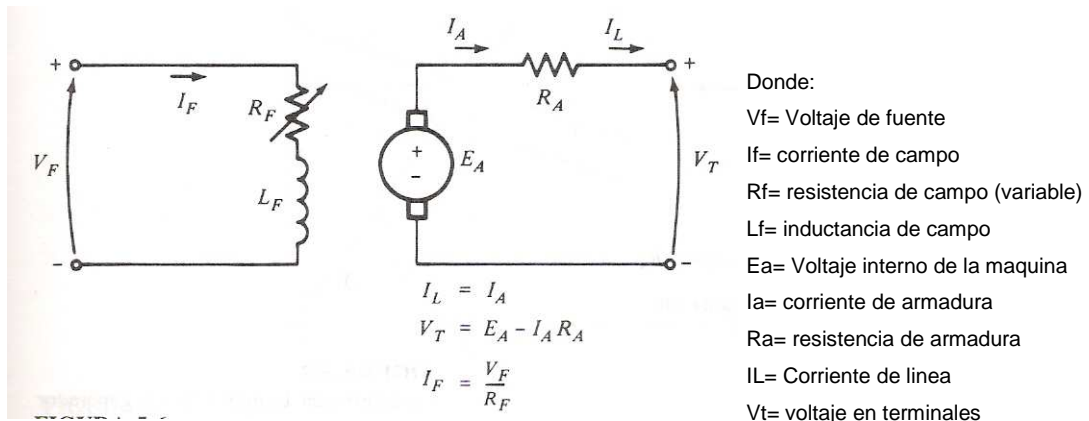 I_A
I_L
+
I_F
R_F
R_A
+
Donde:
Vf= Voltaje de fuente
V_F
+
-
E_A
V_T
If= corriente de campo
Rf= resistencia de campo (variable)
L_F
Lf= inductancia de campo
-
-
Ea= Voltaje interno de la maquina
I_L = I_A
Ia= corriente de armadura
V_T = E_A - I_A R_A
Ra= resistencia de armadura
I_F = V_F / R_F
IL= Corriente de linea
Vt= voltaje en terminales